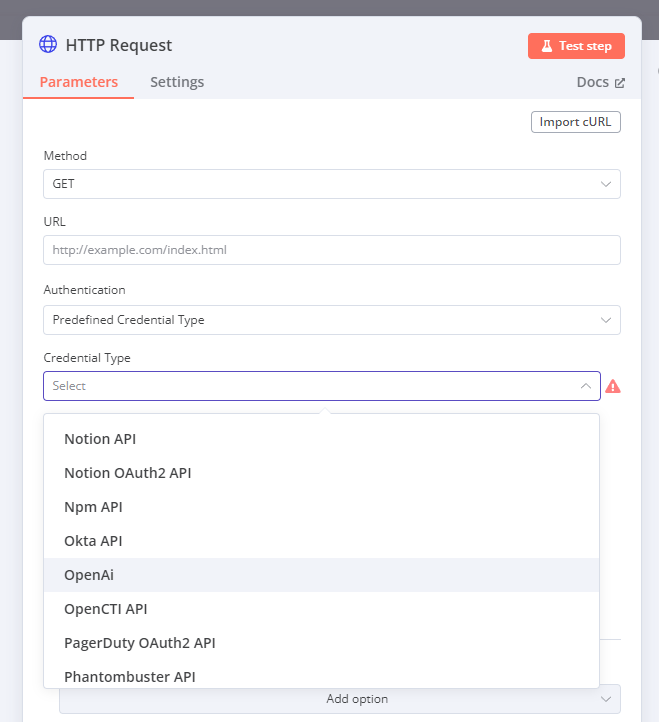 HTTP Request
Test step
Parameters Settings Docs
Import cURL
Method
GET
URL
http://example.com/index.html
Authentication
Predefined Credential Type
Credential Type
Select
Notion API
Notion OAuth2 API
Npm API
Okta API
OpenAi
OpenCTI API
PagerDuty OAuth2 API
Phantombuster API
Add option